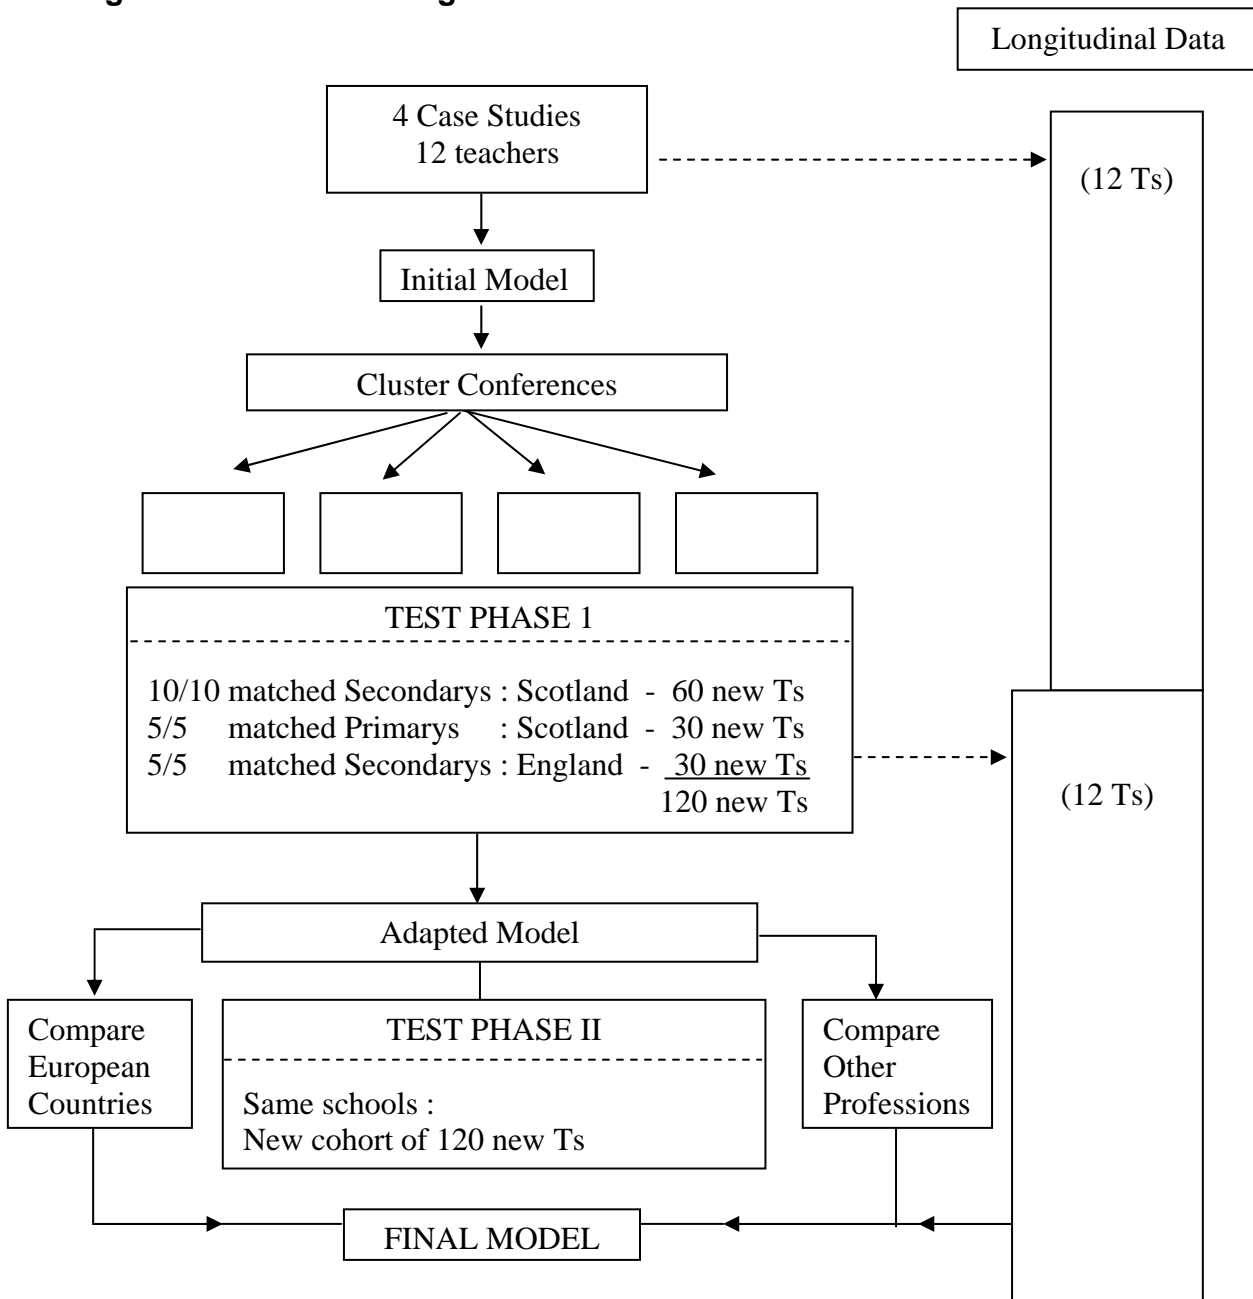 Longitudinal Data
4 Case Studies
12 teachers
(12 Ts)
Initial Model
Cluster Conferences
TEST PHASE 1
10/10 matched Secondarys : Scotland - 60 new Ts
5/5 matched Primarys : Scotland - 30 new Ts
5/5 matched Secondarys : England - 30 new Ts
120 new Ts
(12 Ts)
Adapted Model
Compare
European
Countries
TEST PHASE II
Same schools :
New cohort of 120 new Ts
Compare
Other
Professions
FINAL MODEL